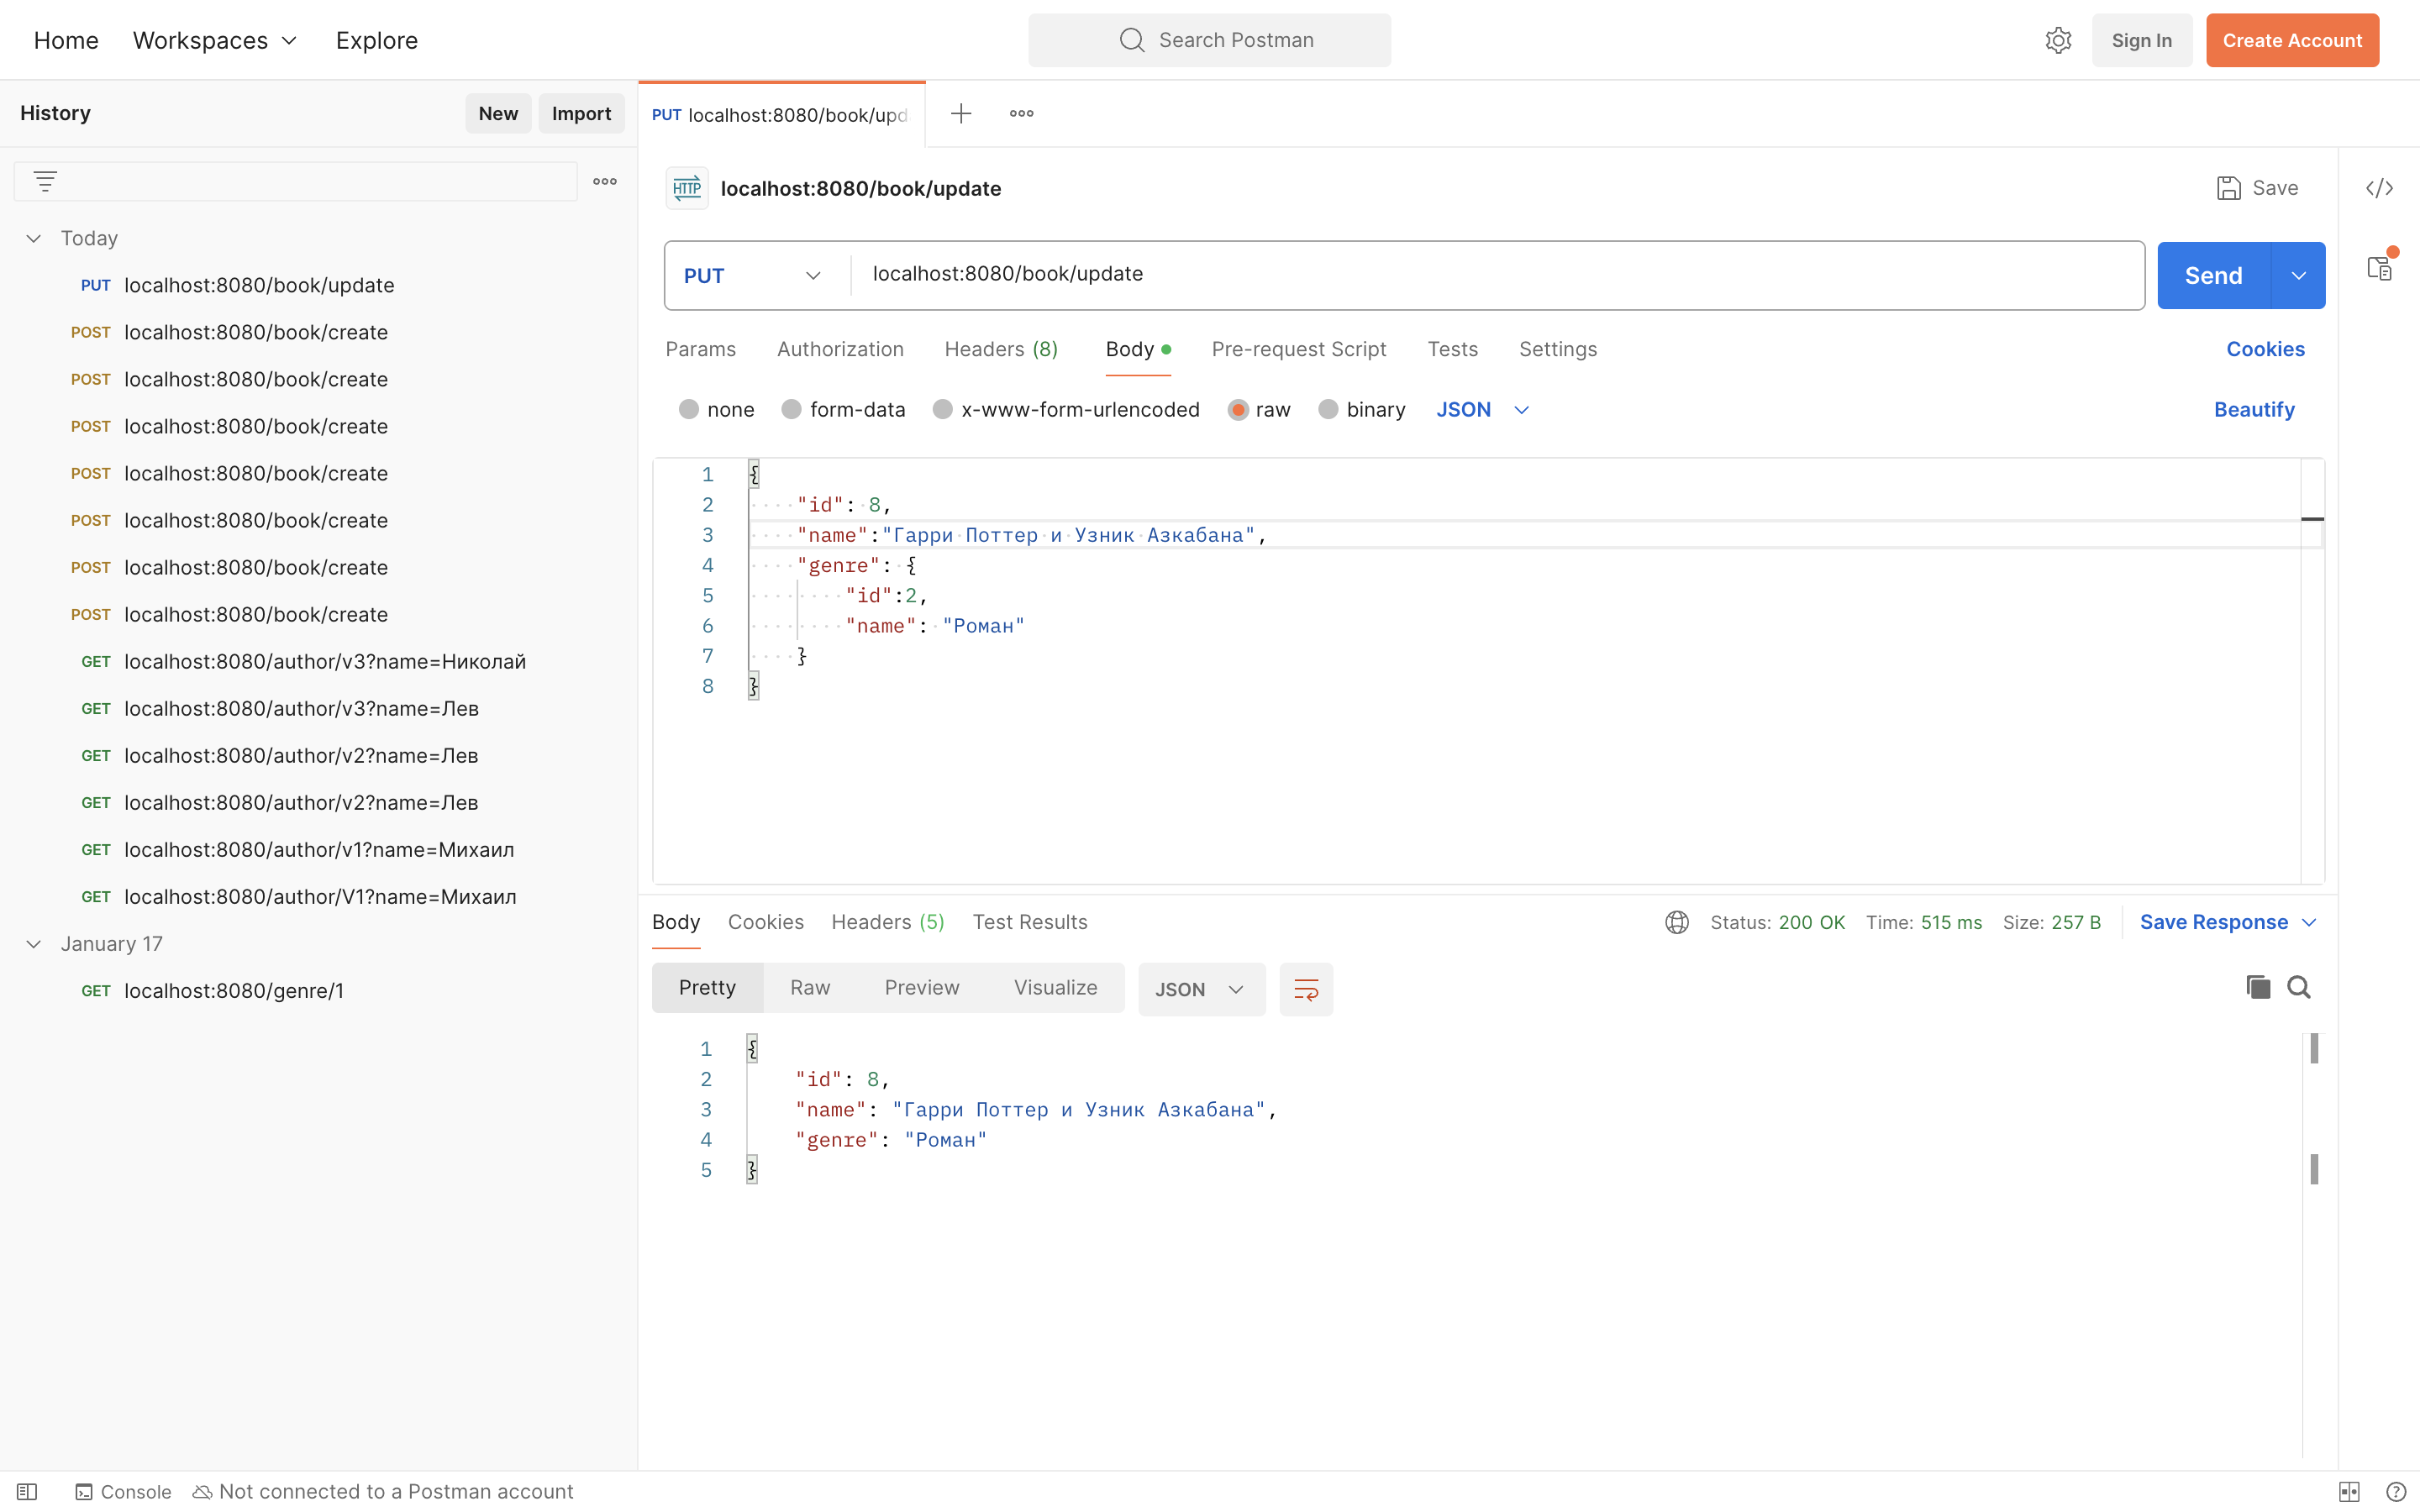 Home Workspaces Explore Search Postman Sign In Create Account
History New Import
PUT localhost:8080/book/upd
HTTP localhost:8080/book/update Save
Today
PUT localhost:8080/book/update
POST localhost:8080/book/create
POST localhost:8080/book/create
POST localhost:8080/book/create
POST localhost:8080/book/create
POST localhost:8080/book/create
POST localhost:8080/book/create
POST localhost:8080/book/create
GET localhost:8080/author/v3?name=Николай
GET localhost:8080/author/v3?name=Лев
GET localhost:8080/author/v2?name=Лев
GET localhost:8080/author/v2?name=Лев
GET localhost:8080/author/v1?name=Михаил
GET localhost:8080/author/V1?name=Михаил
January 17
GET localhost:8080/genre/1
PUT localhost:8080/book/update Send
Params Authorization Headers (8) Body Pre-request Script Tests Settings Cookies
none form-data x-www-form-urlencoded raw binary JSON Beautify
1 {
2 "id": 8,
3 "name":"Гарри Поттер и Узник Азкабана",
4 "genre": {
5 "id":2,
6 "name": "Роман"
7 }
8 }
Body Cookies Headers (5) Test Results Status: 200 OK Time: 515 ms Size: 257 B Save Response
Pretty Raw Preview Visualize JSON
1 {
2 "id": 8,
3 "name": "Гарри Поттер и Узник Азкабана",
4 "genre": "Роман"
5 }
Console Not connected to a Postman account